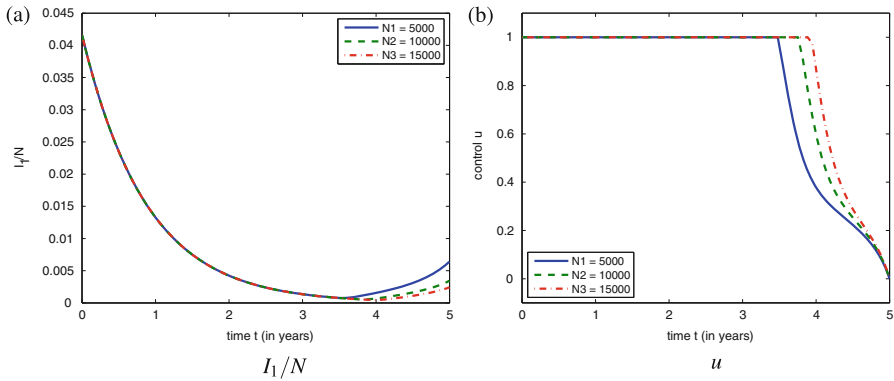 (a)
0.045
0.04
0.035
0.03
0.025
0.02
0.015
0.01
0.005
0
I1/N
N1 = 5000
N2 = 10000
N3 = 15000
0 1 2 3 4 5
time t (in years)
I1/N
(b)
1
0.8
0.6
0.4
0.2
0
control u
N1 = 5000
N2 = 10000
N3 = 15000
0 1 2 3 4 5
time t (in years)
u